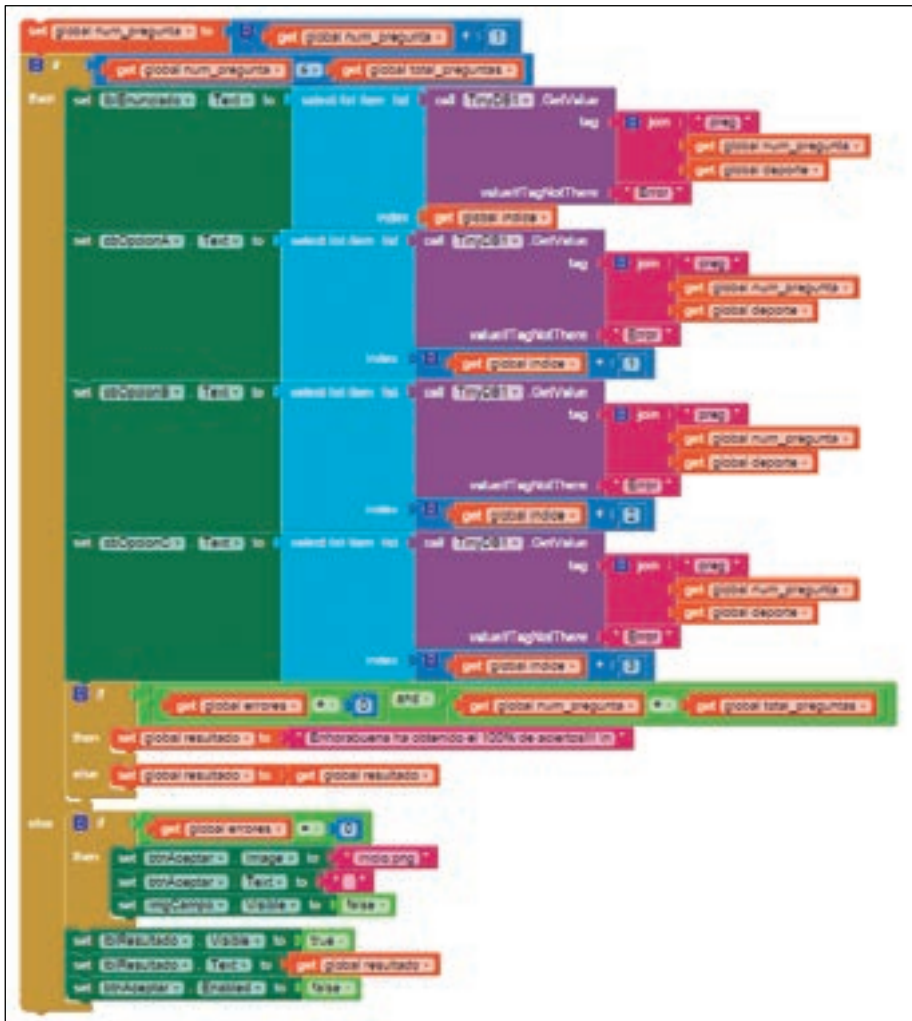 set global num_pregunta to get global num_pregunta + 1
if get global num_pregunta ≤ get global total_preguntas
then set lblEnunciado . Text to select list item list call TinyDB1 .GetValue
tag join " preg "
get global num_pregunta
get global deporte
valueIfTagNotThere " Error "
index get global indice
set cbOpcionA . Text to select list item list call TinyDB1 .GetValue
tag join " preg "
get global num_pregunta
get global deporte
valueIfTagNotThere " Error "
index get global indice + 1
set cbOpcionB . Text to select list item list call TinyDB1 .GetValue
tag join " preg "
get global num_pregunta
get global deporte
valueIfTagNotThere " Error "
index get global indice + 2
set cbOpcionC . Text to select list item list call TinyDB1 .GetValue
tag join " preg "
get global num_pregunta
get global deporte
valueIfTagNotThere " Error "
index get global indice + 3
if get global errores = 0 and get global num_pregunta = get global total_preguntas
then set global resultado to " Enhorabuena ha obtenido el 100% de aciertos!!! \n "
else set global resultado to get global resultado
else if get global errores = 0
then set btnAceptar . Image to " inicio.png "
set btnAceptar . Text to " "
set imgCampo . Visible to false
set lblResultado . Visible to true
set lblResultado . Text to get global resultado
set btnAceptar . Enabled to false